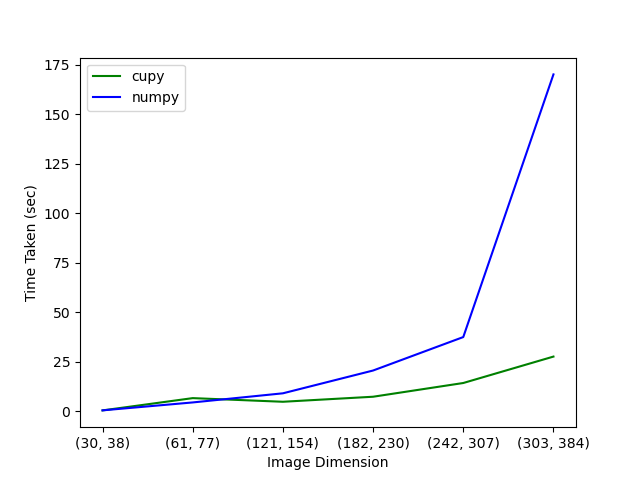 cupy
numpy
175
150
125
100
75
50
25
0
Time Taken (sec)
(30, 38) (61, 77) (121, 154) (182, 230) (242, 307) (303, 384)
Image Dimension